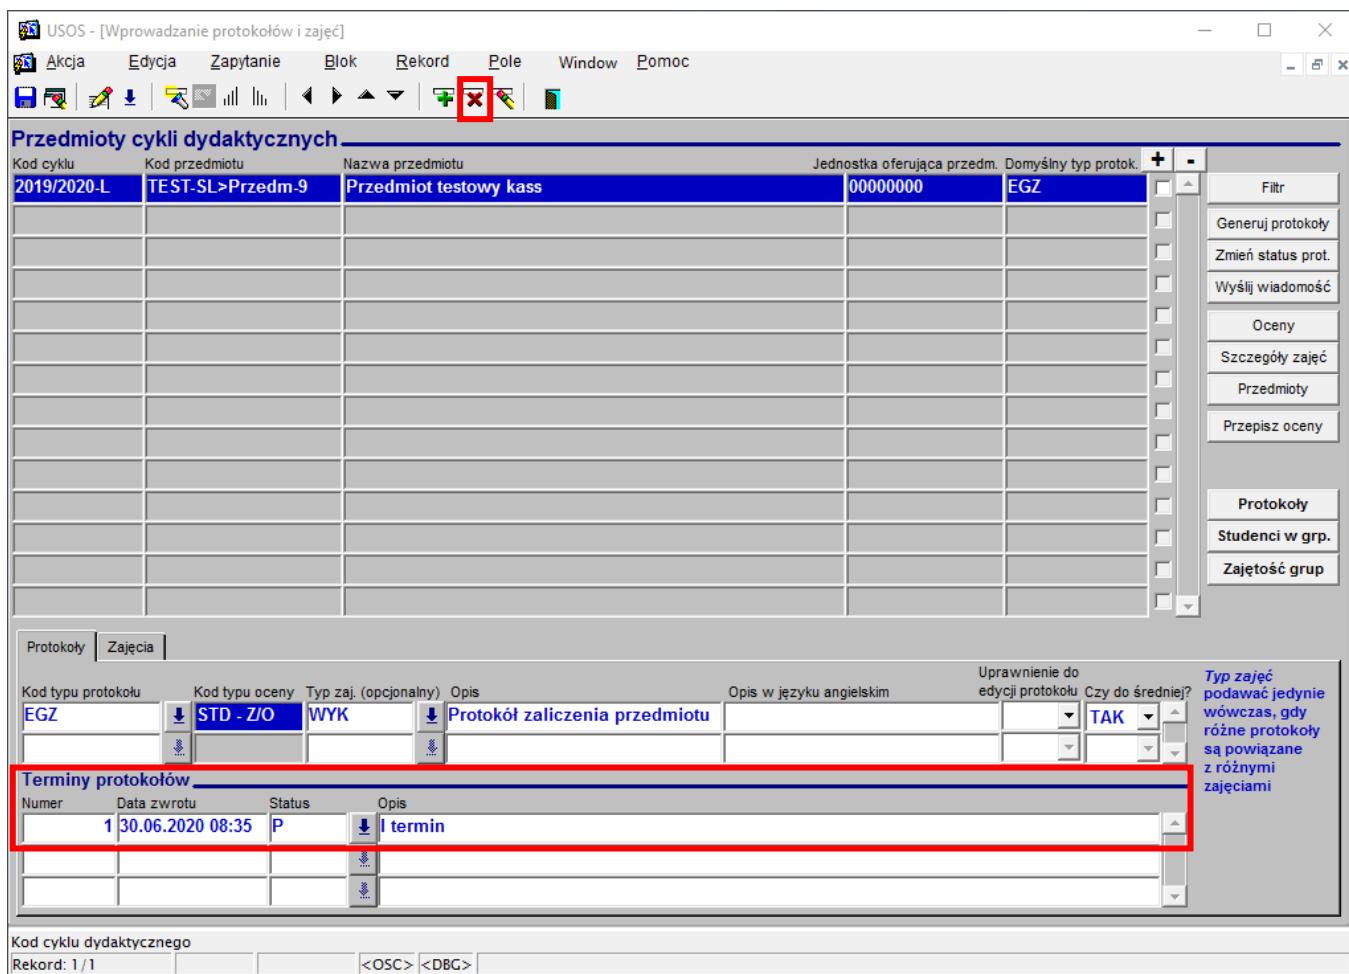 USOS - [Wprowadzanie protokołów i zajęć]
Akcja Edycja Zapytanie Blok Rekord Pole Window Pomoc
Przedmioty cykli dydaktycznych
Kod cyklu Kod przedmiotu Nazwa przedmiotu Jednostka oferująca przedm. Domyślny typ protok. + -
2019/2020-L TEST-SL>Przedm-9 Przedmiot testowy kass 00000000 EGZ
Filtr
Generuj protokoły
Zmień status prot.
Wyślij wiadomość
Oceny
Szczegóły zajęć
Przedmioty
Przepisz oceny
Protokoły
Studenci w grp.
Zajętość grup
Protokoły Zajęcia
Kod typu protokołu Kod typu oceny Typ zaj. (opcjonalny) Opis Opis w języku angielskim Uprawnienie do
edycji protokołu Czy do średniej?
EGZ STD - Z/O WYK Protokół zaliczenia przedmiotu TAK
Typ zajęć
podawać jedynie
wówczas, gdy
różne protokoły
są powiązane
z różnymi
zajęciami
Terminy protokołów
Numer Data zwrotu Status Opis
1 30.06.2020 08:35 P I termin
Kod cyklu dydaktycznego
Rekord: 1/1 <OSC> <DBG>